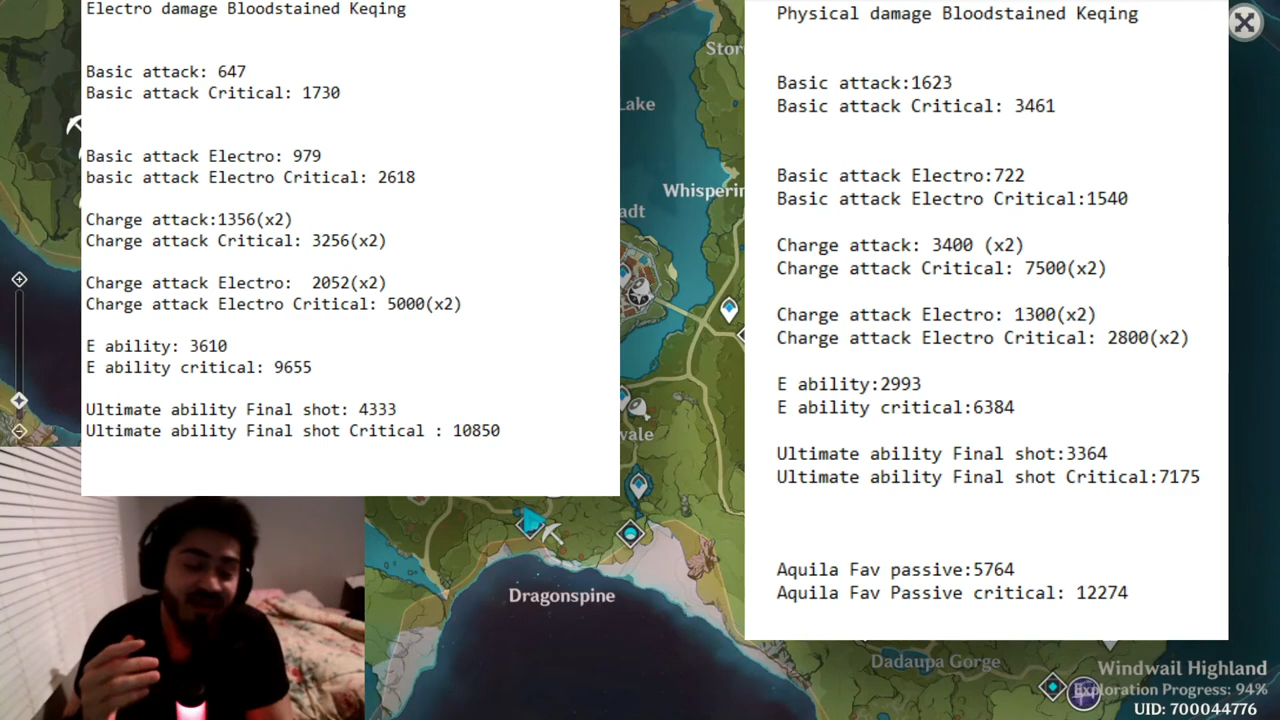 Electro damage Bloodstained Keqing
Basic attack: 647
Basic attack Critical: 1730
Basic attack Electro: 979
basic attack Electro Critical: 2618
Charge attack:1356(x2)
Charge attack Critical: 3256(x2)
Charge attack Electro:  2052(x2)
Charge attack Electro Critical: 5000(x2)
E ability: 3610
E ability critical: 9655
Ultimate ability Final shot: 4333
Ultimate ability Final shot Critical : 10850
Physical damage Bloodstained Keqing
Basic attack:1623
Basic attack Critical: 3461
Basic attack Electro:722
Basic attack Electro Critical:1540
Charge attack: 3400 (x2)
Charge attack Critical: 7500(x2)
Charge attack Electro: 1300(x2)
Charge attack Electro Critical: 2800(x2)
E ability:2993
E ability critical:6384
Ultimate ability Final shot:3364
Ultimate ability Final shot Critical:7175
Aquila Fav passive:5764
Aquila Fav Passive critical: 12274
Stor
Lake
Whisperin
adt
vale
Dragonspine
Dadaupa Gorge
Windwail Highland
Exploration Progress: 94%
UID: 700044776